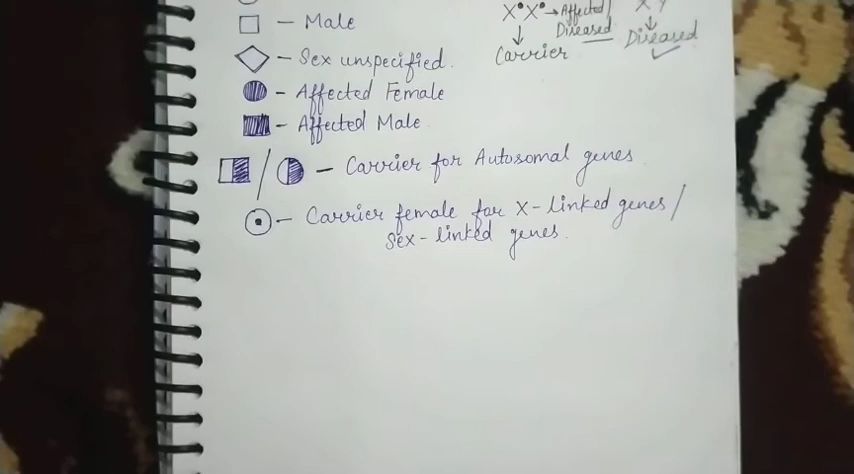 X•X• → Affected/
Diseased
↓
Carrier
X Y
↓
Diseased
— Male
- Sex unspecified.
- Affected Female
- Affected Male
/ — Carrier for Autosomal genes
— Carrier female for X-linked genes/
Sex-linked genes.